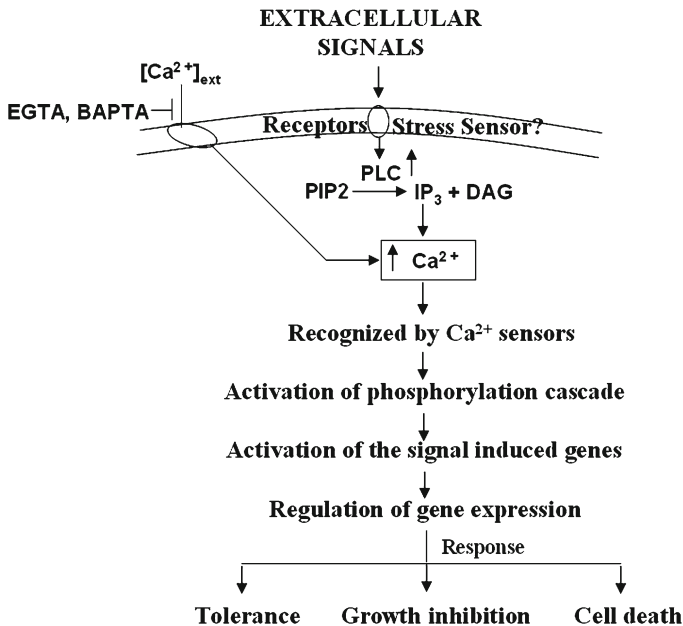 EXTRACELLULAR
SIGNALS
[Ca²⁺]ext
EGTA, BAPTA
Receptors Stress Sensor?
PLC
PIP2 IP₃ + DAG
Ca²⁺
Recognized by Ca²⁺ sensors
Activation of phosphorylation cascade
Activation of the signal induced genes
Regulation of gene expression
Response
Tolerance Growth inhibition Cell death